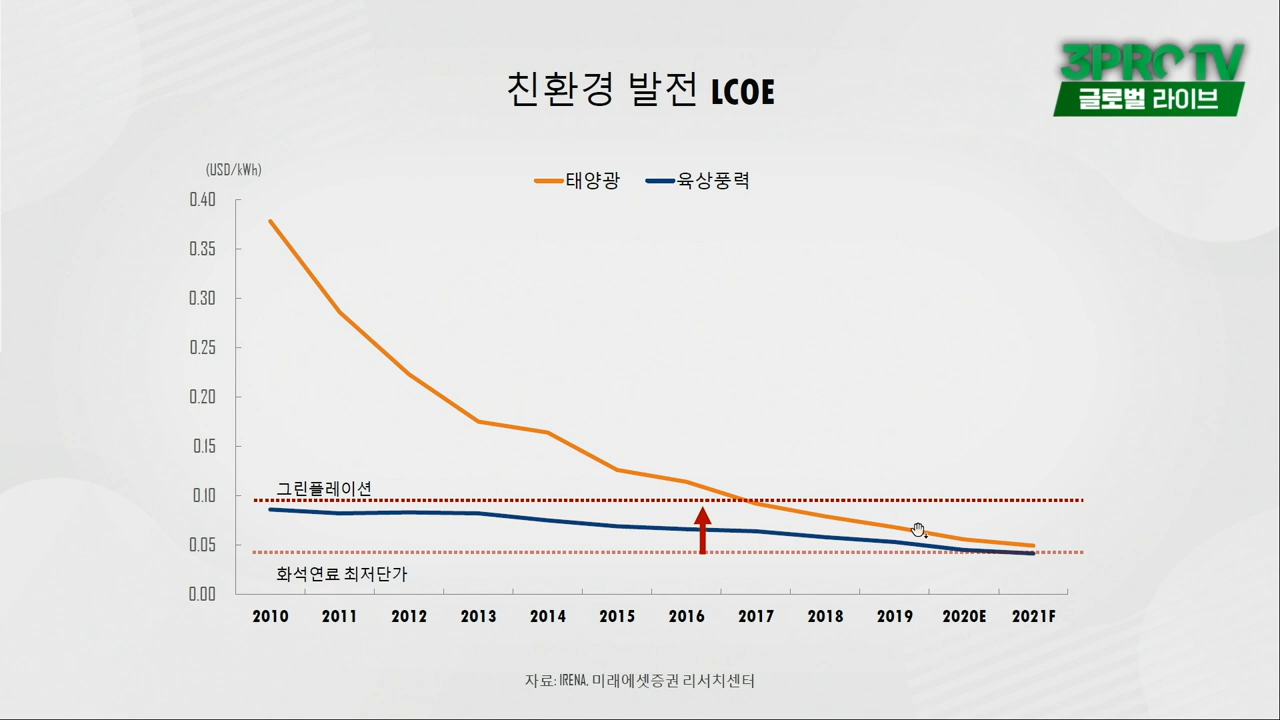 3PRO TV
글로벌 라이브
친환경 발전 LCOE
(USD/kWh)
태양광 육상풍력
0.40
0.35
0.30
0.25
0.20
0.15
0.10
0.05
0.00
그린플레이션
화석연료 최저단가
2010 2011 2012 2013 2014 2015 2016 2017 2018 2019 2020E 2021F
자료: IRENA, 미래에셋증권 리서치센터